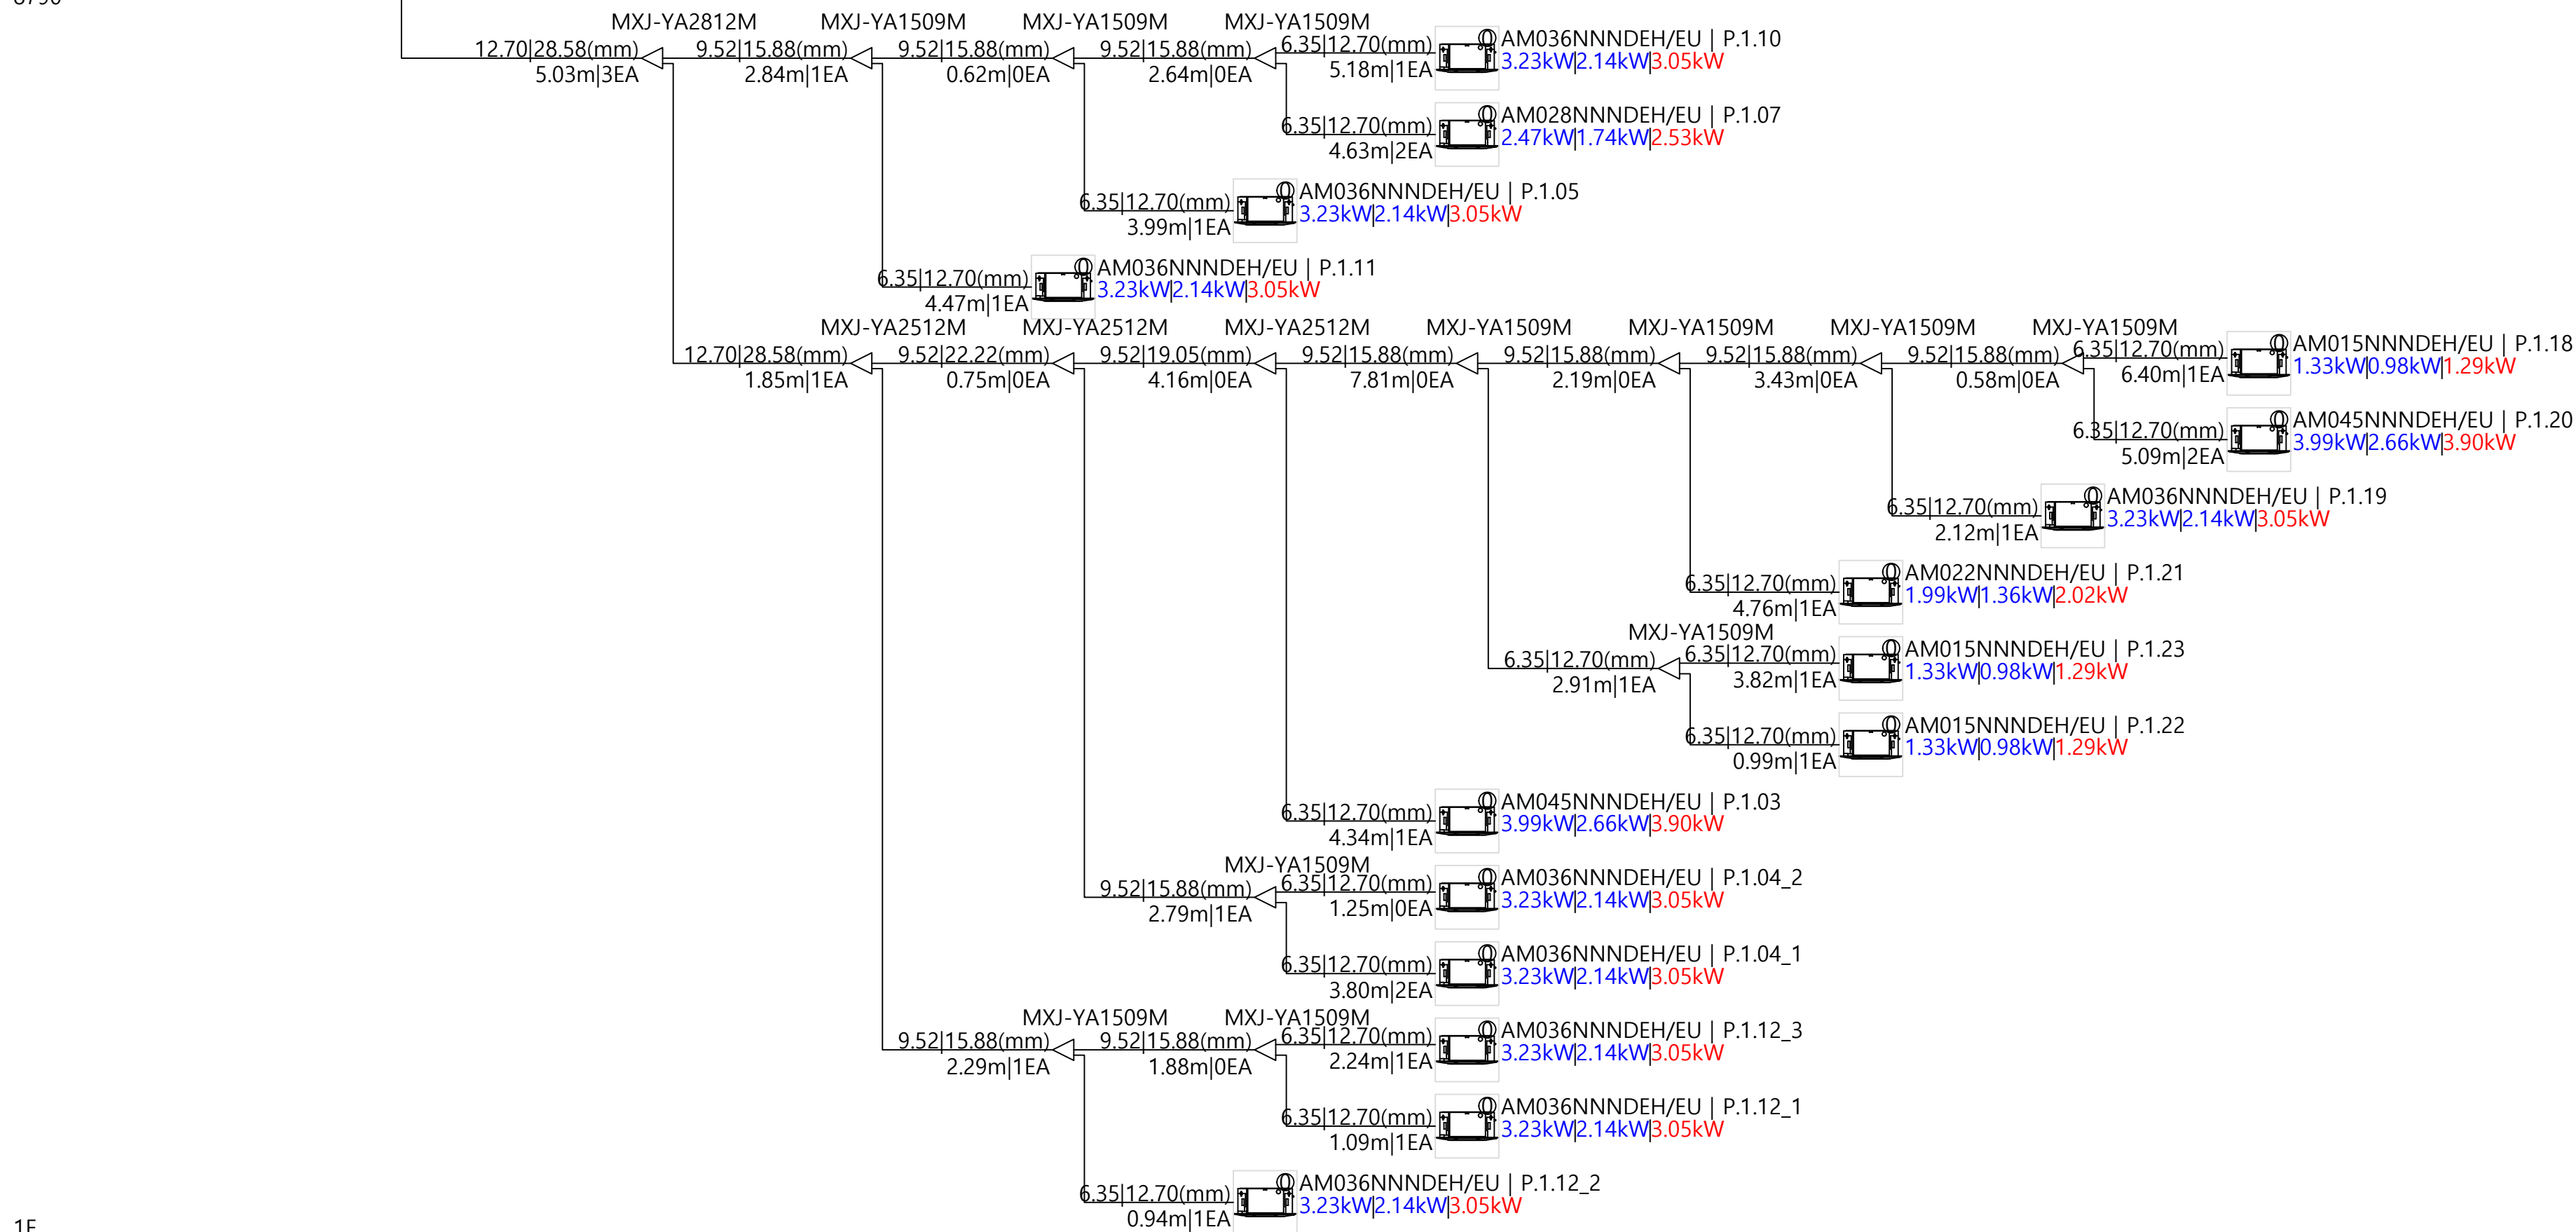 MXJ-YA2812M MXJ-YA1509M MXJ-YA1509M MXJ-YA1509M
12.70|28.58(mm) 9.52|15.88(mm) 9.52|15.88(mm) 9.52|15.88(mm) 6.35|12.70(mm) AM036NNNDEH/EU | P.1.10
5.03m|3EA 2.84m|1EA 0.62m|0EA 2.64m|0EA 5.18m|1EA 3.23kW|2.14kW|3.05kW
6.35|12.70(mm) AM028NNNDEH/EU | P.1.07
4.63m|2EA 2.47kW|1.74kW|2.53kW
6.35|12.70(mm) AM036NNNDEH/EU | P.1.05
3.99m|1EA 3.23kW|2.14kW|3.05kW
6.35|12.70(mm) AM036NNNDEH/EU | P.1.11
4.47m|1EA 3.23kW|2.14kW|3.05kW
MXJ-YA2512M MXJ-YA2512M MXJ-YA2512M MXJ-YA1509M MXJ-YA1509M MXJ-YA1509M MXJ-YA1509M
12.70|28.58(mm) 9.52|22.22(mm) 9.52|19.05(mm) 9.52|15.88(mm) 9.52|15.88(mm) 9.52|15.88(mm) 9.52|15.88(mm) 6.35|12.70(mm) AM015NNNDEH/EU | P.1.18
1.85m|1EA 0.75m|0EA 4.16m|0EA 7.81m|0EA 2.19m|0EA 3.43m|0EA 0.58m|0EA 6.40m|1EA 1.33kW|0.98kW|1.29kW
6.35|12.70(mm) AM045NNNDEH/EU | P.1.20
5.09m|2EA 3.99kW|2.66kW|3.90kW
6.35|12.70(mm) AM036NNNDEH/EU | P.1.19
2.12m|1EA 3.23kW|2.14kW|3.05kW
6.35|12.70(mm) AM022NNNDEH/EU | P.1.21
4.76m|1EA 1.99kW|1.36kW|2.02kW
MXJ-YA1509M
6.35|12.70(mm) 6.35|12.70(mm) AM015NNNDEH/EU | P.1.23
2.91m|1EA 3.82m|1EA 1.33kW|0.98kW|1.29kW
6.35|12.70(mm) AM015NNNDEH/EU | P.1.22
0.99m|1EA 1.33kW|0.98kW|1.29kW
6.35|12.70(mm) AM045NNNDEH/EU | P.1.03
4.34m|1EA 3.99kW|2.66kW|3.90kW
MXJ-YA1509M
9.52|15.88(mm) 6.35|12.70(mm) AM036NNNDEH/EU | P.1.04_2
2.79m|1EA 1.25m|0EA 3.23kW|2.14kW|3.05kW
6.35|12.70(mm) AM036NNNDEH/EU | P.1.04_1
3.80m|2EA 3.23kW|2.14kW|3.05kW
MXJ-YA1509M MXJ-YA1509M
9.52|15.88(mm) 9.52|15.88(mm) 6.35|12.70(mm) AM036NNNDEH/EU | P.1.12_3
2.29m|1EA 1.88m|0EA 2.24m|1EA 3.23kW|2.14kW|3.05kW
6.35|12.70(mm) AM036NNNDEH/EU | P.1.12_1
1.09m|1EA 3.23kW|2.14kW|3.05kW
6.35|12.70(mm) AM036NNNDEH/EU | P.1.12_2
0.94m|1EA 3.23kW|2.14kW|3.05kW